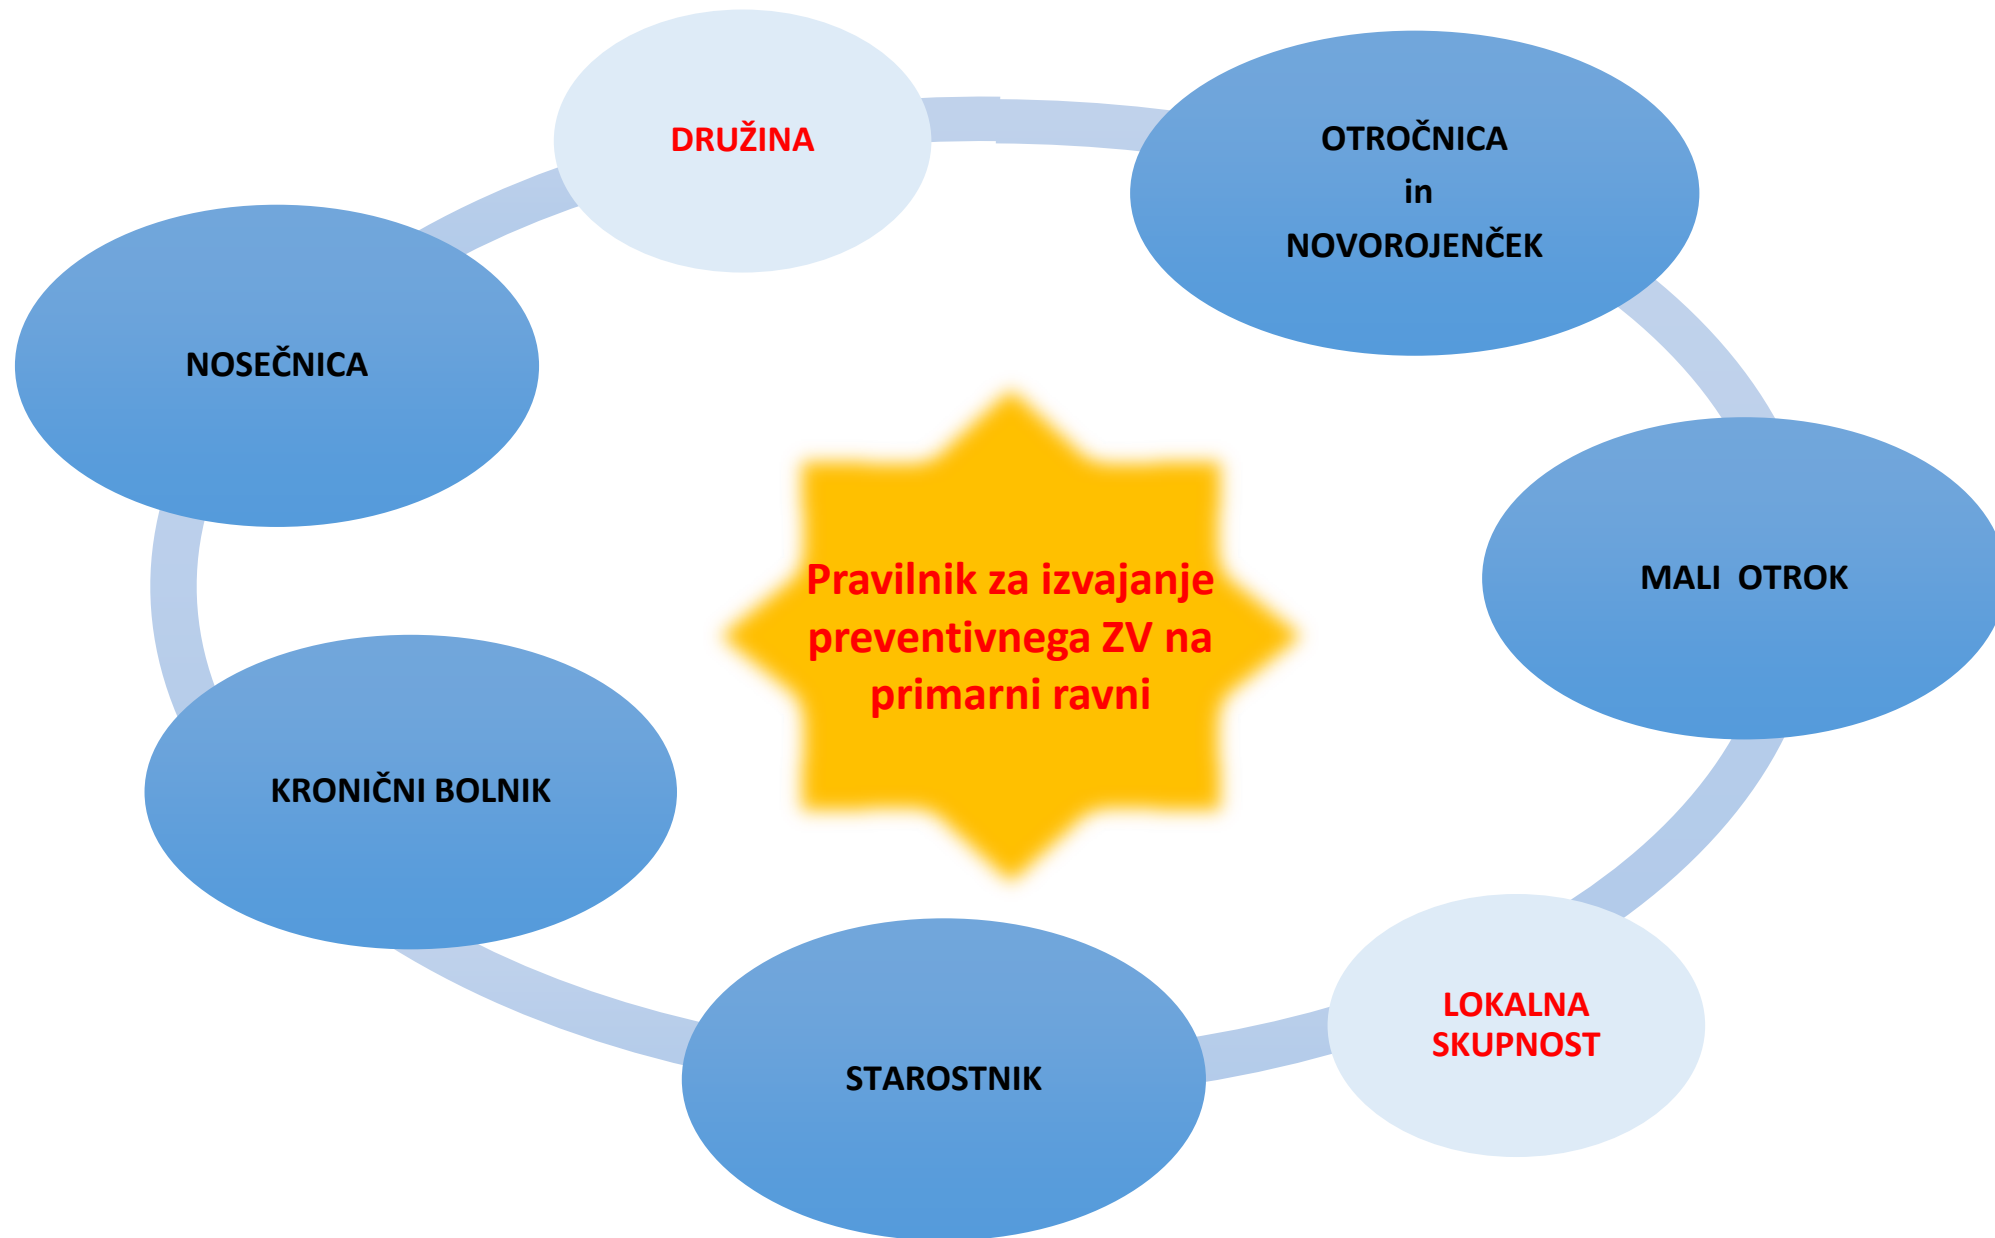 DRUŽINA
OTROČNICA
in
NOVOROJENČEK
NOSEČNICA
MALI  OTROK
Pravilnik za izvajanje
preventivnega ZV na
primarni ravni
KRONIČNI BOLNIK
LOKALNA
SKUPNOST
STAROSTNIK